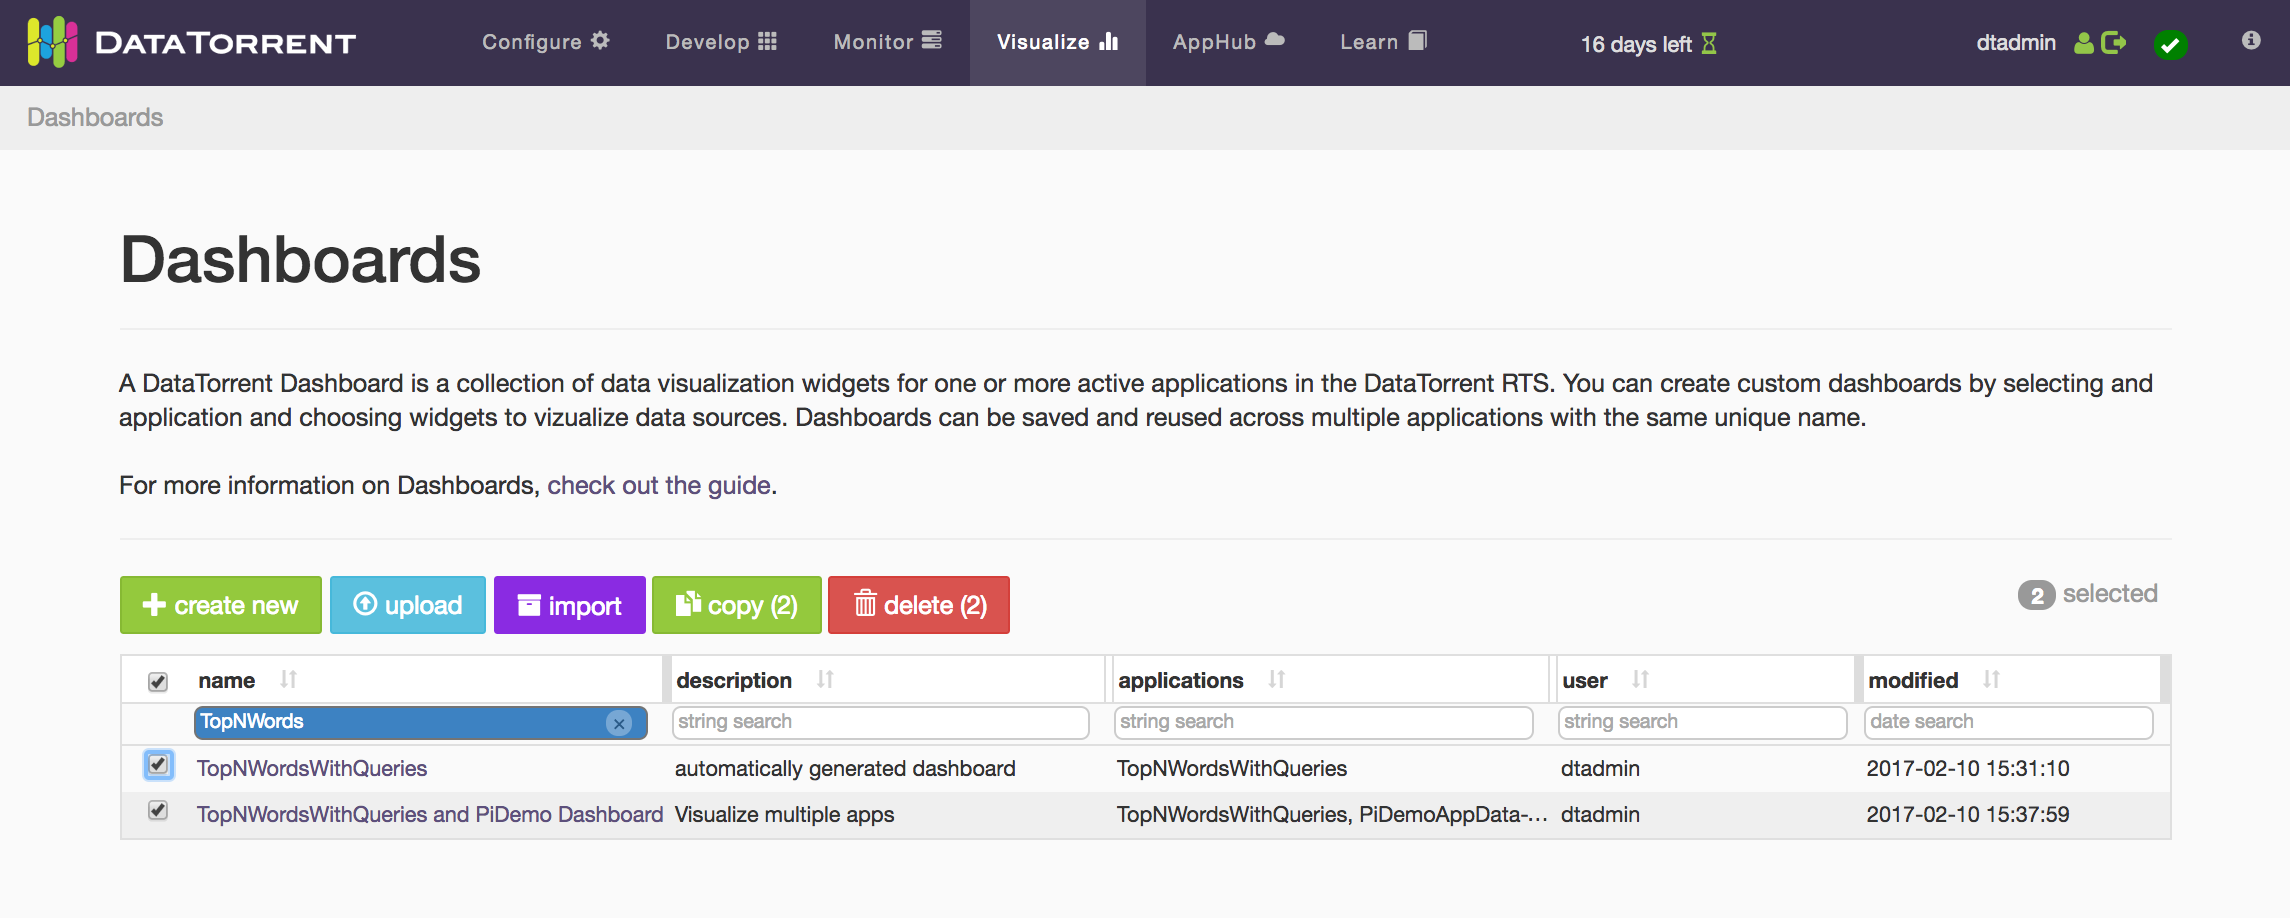 DATATORRENT Configure Develop Monitor Visualize AppHub Learn 16 days left dtadmin
Dashboards
Dashboards
A DataTorrent Dashboard is a collection of data visualization widgets for one or more active applications in the DataTorrent RTS. You can create custom dashboards by selecting and
application and choosing widgets to vizualize data sources. Dashboards can be saved and reused across multiple applications with the same unique name.
For more information on Dashboards, check out the guide.
create new upload import copy (2) delete (2) 2 selected
name description applications user modified
TopNWords string search string search string search date search
TopNWordsWithQueries automatically generated dashboard TopNWordsWithQueries dtadmin 2017-02-10 15:31:10
TopNWordsWithQueries and PiDemo Dashboard Visualize multiple apps TopNWordsWithQueries, PiDemoAppData-... dtadmin 2017-02-10 15:37:59